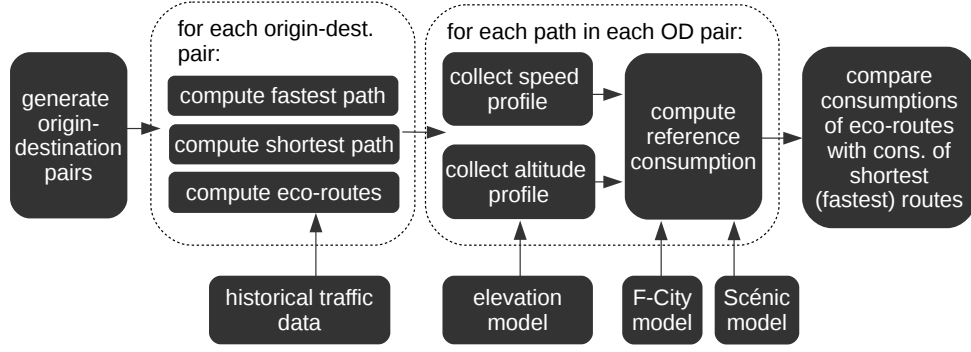 generate
origin-
destination
pairs
for each origin-dest.
pair:
compute fastest path
compute shortest path
compute eco-routes
for each path in each OD pair:
collect speed
profile
collect altitude
profile
compute
reference
consumption
compare
consumptions
of eco-routes
with cons. of
shortest
(fastest) routes
historical traffic
data
elevation
model
F-City
model
Scénic
model